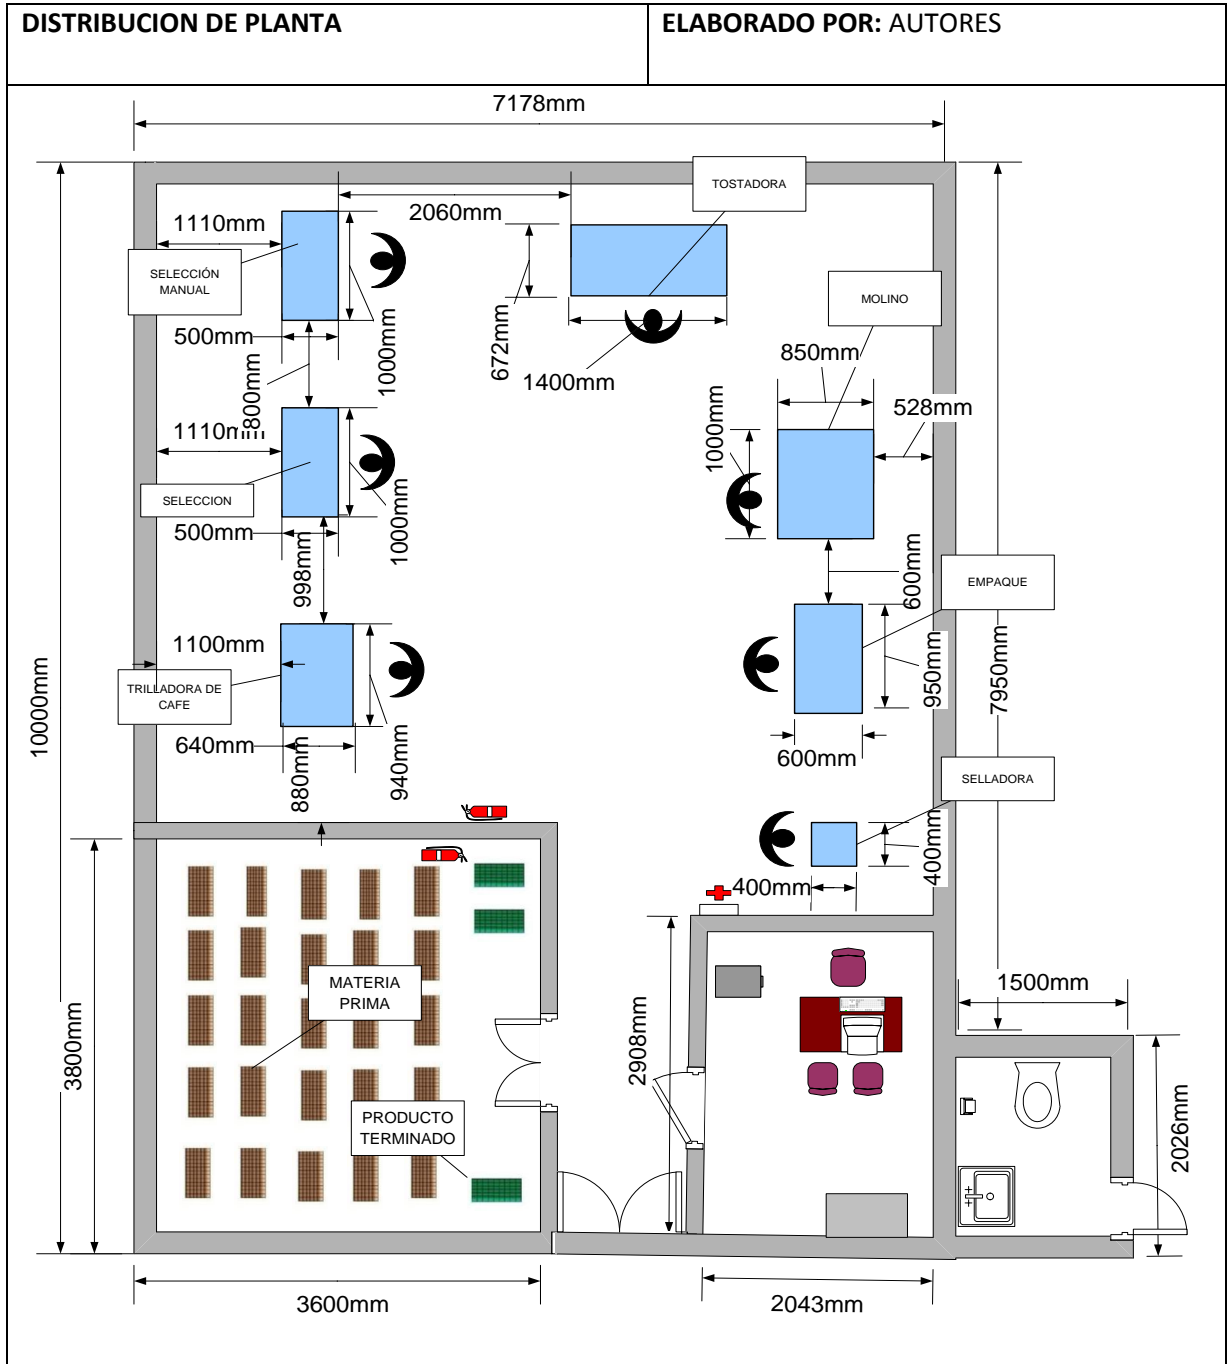 DISTRIBUCION DE PLANTA
ELABORADO POR: AUTORES
7178mm
TOSTADORA
2060mm
1110mm
SELECCIÓN
MANUAL
MOLINO
500mm
672mm
1000mm
1400mm
850mm
800mm
528mm
1110mm
1000mm
SELECCION
500mm
1000mm
998mm
600mm
EMPAQUE
1100mm
TRILLADORA DE
CAFE
950mm
7950mm
10000mm
640mm
880mm
940mm
600mm
SELLADORA
400mm
400mm
MATERIA
PRIMA
1500mm
3800mm
2908mm
PRODUCTO
TERMINADO
2026mm
3600mm
2043mm